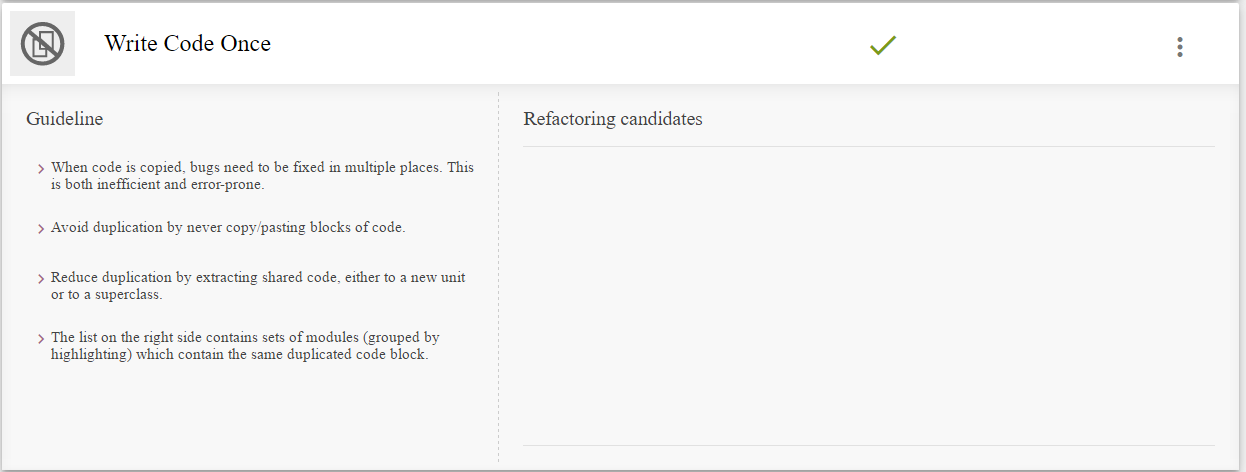 Write Code Once
Guideline
When code is copied, bugs need to be fixed in multiple places. This
is both inefficient and error-prone.
Avoid duplication by never copy/pasting blocks of code.
Reduce duplication by extracting shared code, either to a new unit
or to a superclass.
The list on the right side contains sets of modules (grouped by
highlighting) which contain the same duplicated code block.
Refactoring candidates